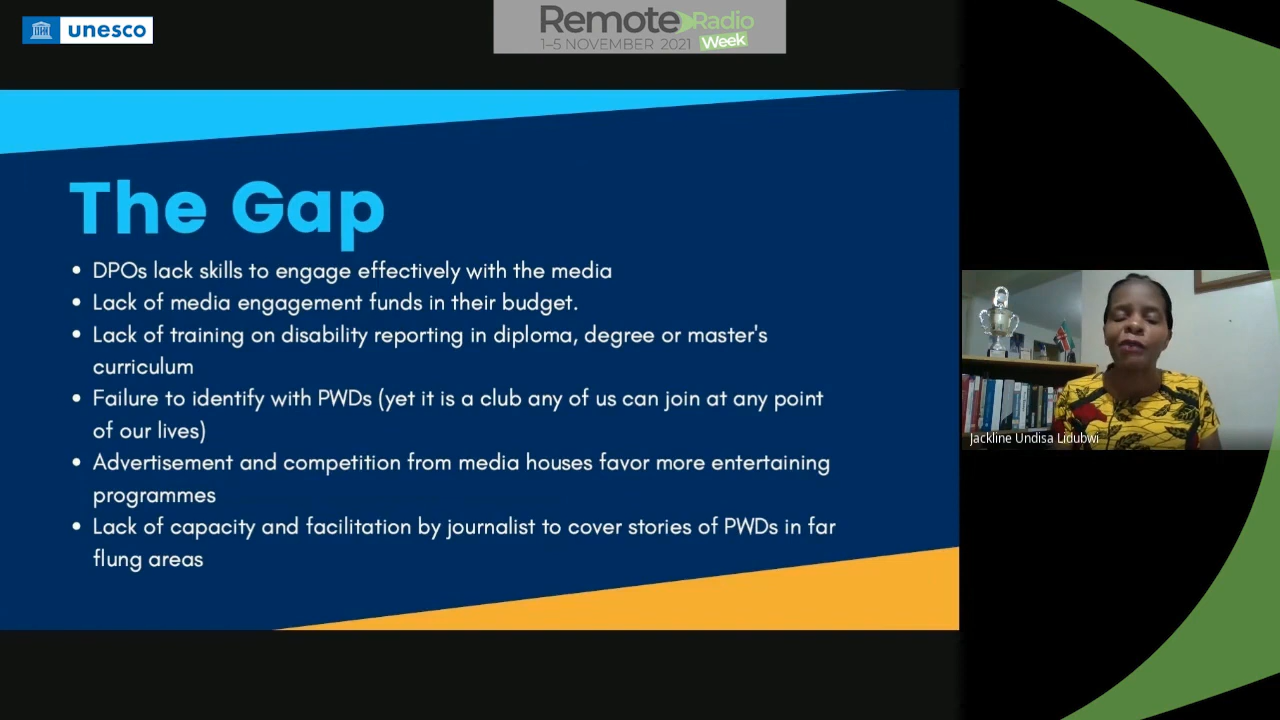 unesco
Remote Radio
1–5 NOVEMBER 2021 Week
The Gap
• DPOs lack skills to engage effectively with the media
• Lack of media engagement funds in their budget.
• Lack of training on disability reporting in diploma, degree or master's
curriculum
• Failure to identify with PWDs (yet it is a club any of us can join at any point
of our lives)
• Advertisement and competition from media houses favor more entertaining
programmes
• Lack of capacity and facilitation by journalist to cover stories of PWDs in far
flung areas
Jackline Undisa Lidubwi